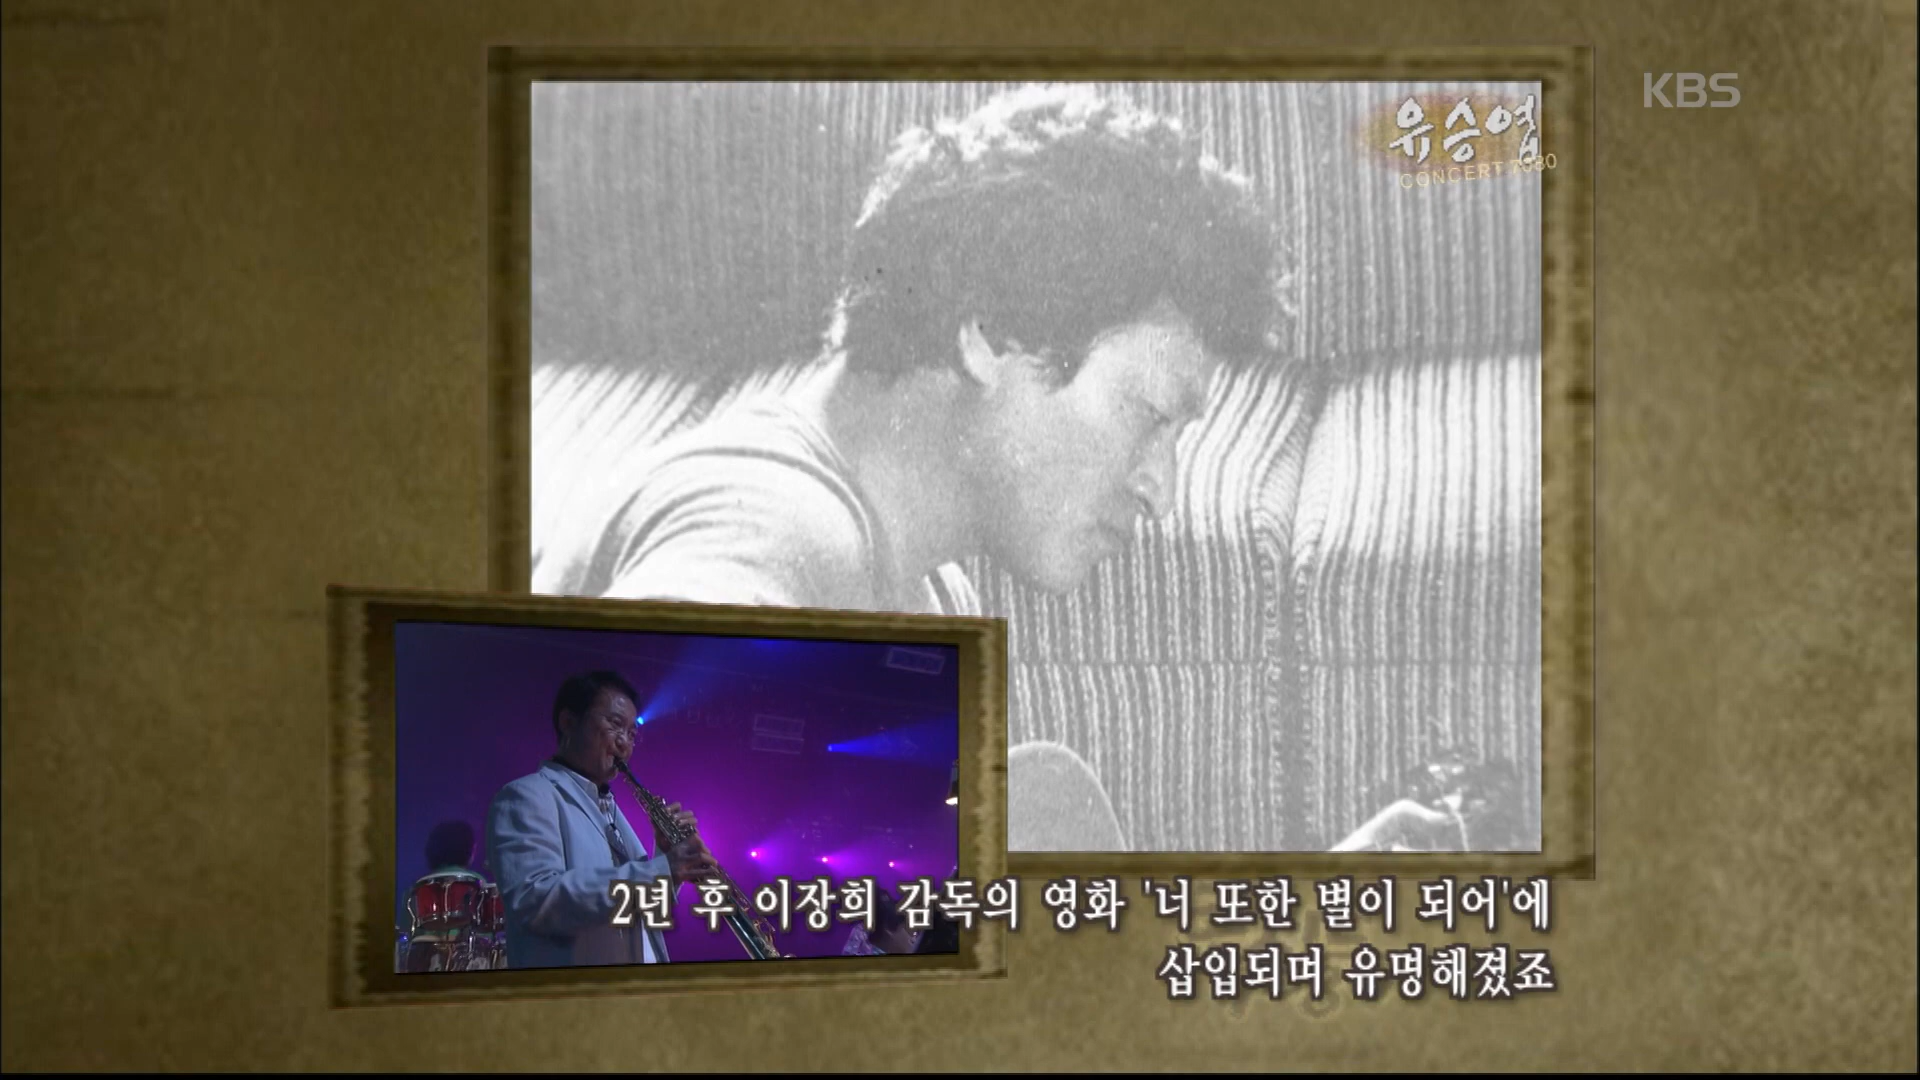 KBS
유승엽
CONCERT 7080
2년 후 이장희 감독의 영화 '너 또한 별이 되어'에
삽입되며 유명해졌죠